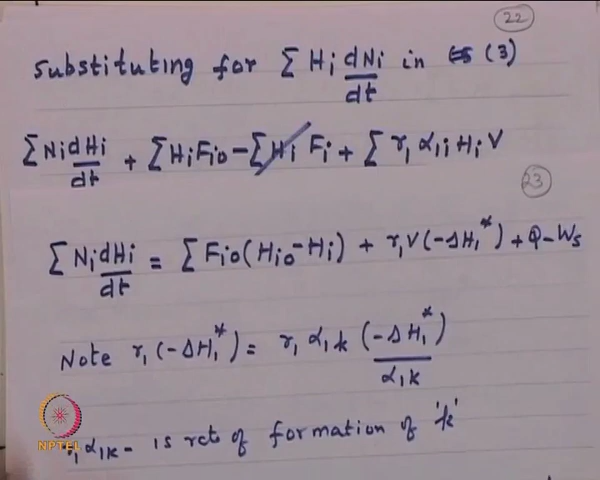 22
Substituting for Σ Hi dNi/dt in (3)
Σ Ni dHi/dt + Σ Hi Fio - Σ Hi Fi + Σ r1 α1i Hi V
23
Σ Ni dHi/dt = Σ Fio (Hio - Hi) + r1 V (-ΔH1*) + Q - Ws
Note r1 (-ΔH1*) = r1 α1k (-ΔH1*)/α1k
r1 α1k - is rate of formation of 'k'
NPTEL